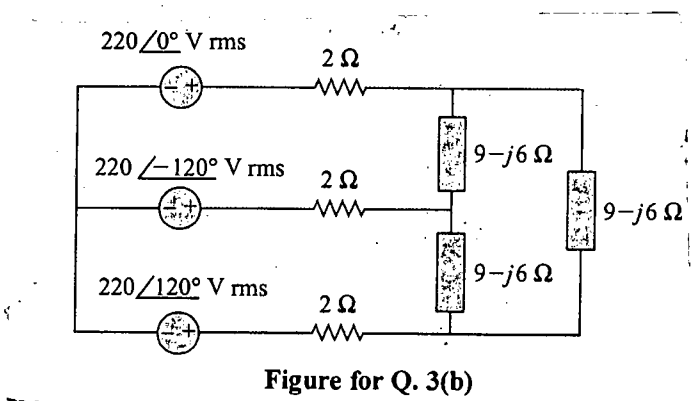 220∠0° V rms
2 Ω
9–j6 Ω
220 ∠–120° V rms
2 Ω
9–j6 Ω
9–j6 Ω
220∠120° V rms
2 Ω
Figure for Q. 3(b)